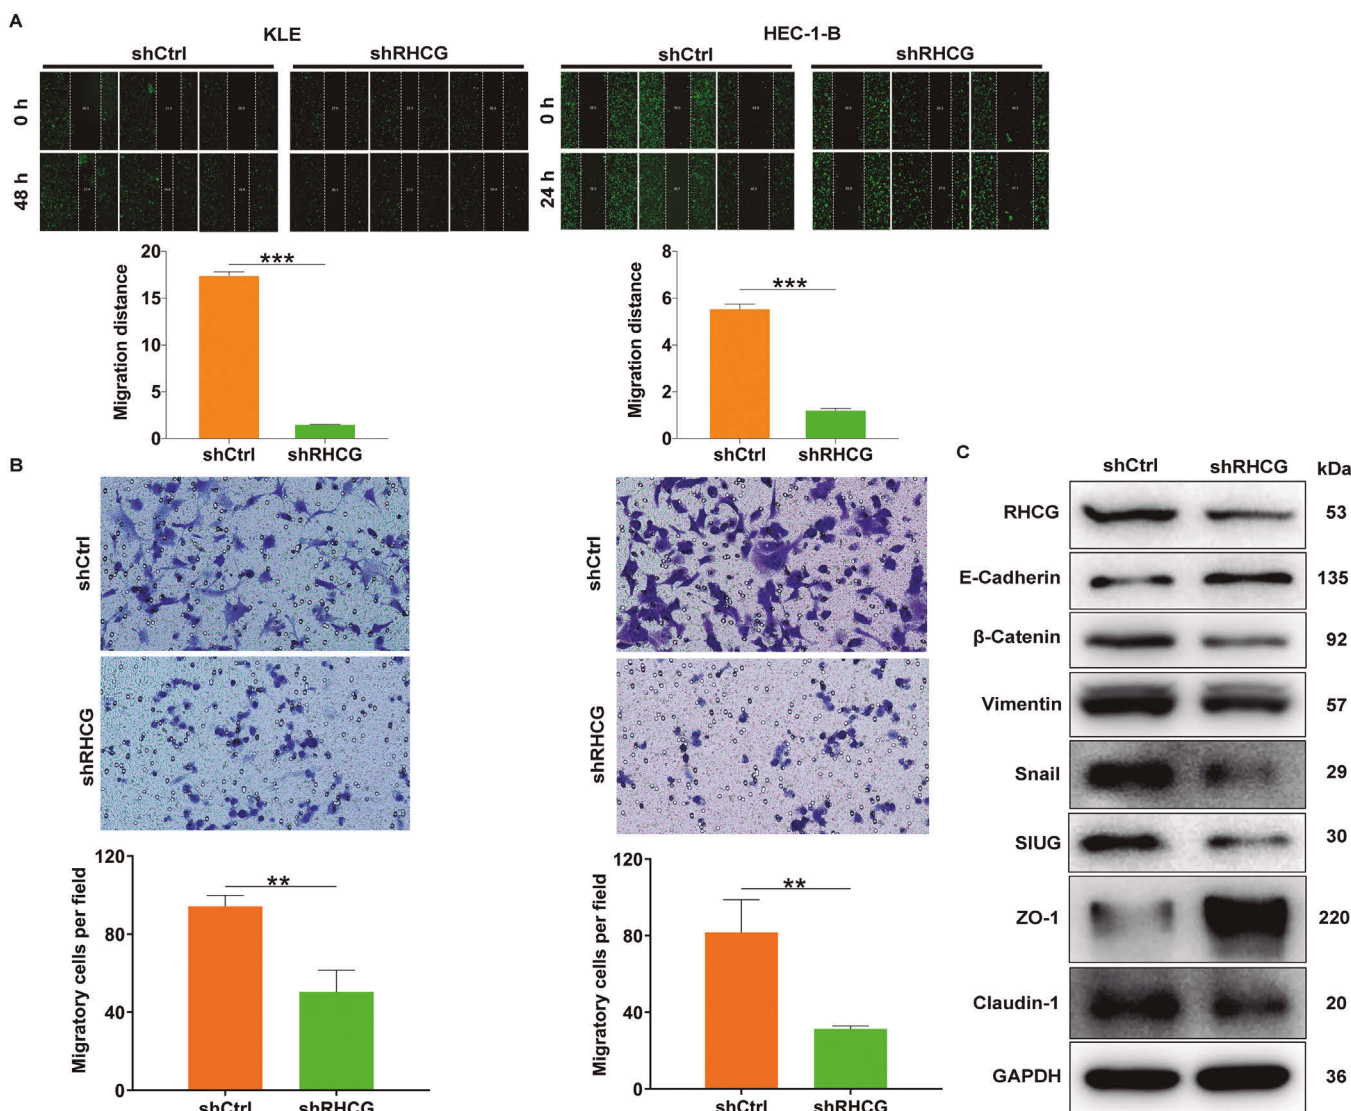 A
KLE
HEC-1-B
shCtrl
shRHCG
shCtrl
shRHCG
0 h
48 h
0 h
24 h
Migration distance
20
15
10
5
0
***
shCtrl
shRHCG
Migration distance
8
6
4
2
0
***
shCtrl
shRHCG
B
shCtrl
shRHCG
shCtrl
shRHCG
Migratory cells per field
120
80
40
0
**
shCtrl
shRHCG
Migratory cells per field
120
80
40
0
**
shCtrl
shRHCG
C
shCtrl shRHCG kDa
RHCG 53
E-Cadherin 135
β-Catenin 92
Vimentin 57
Snail 29
SlUG 30
ZO-1 220
Claudin-1 20
GAPDH 36